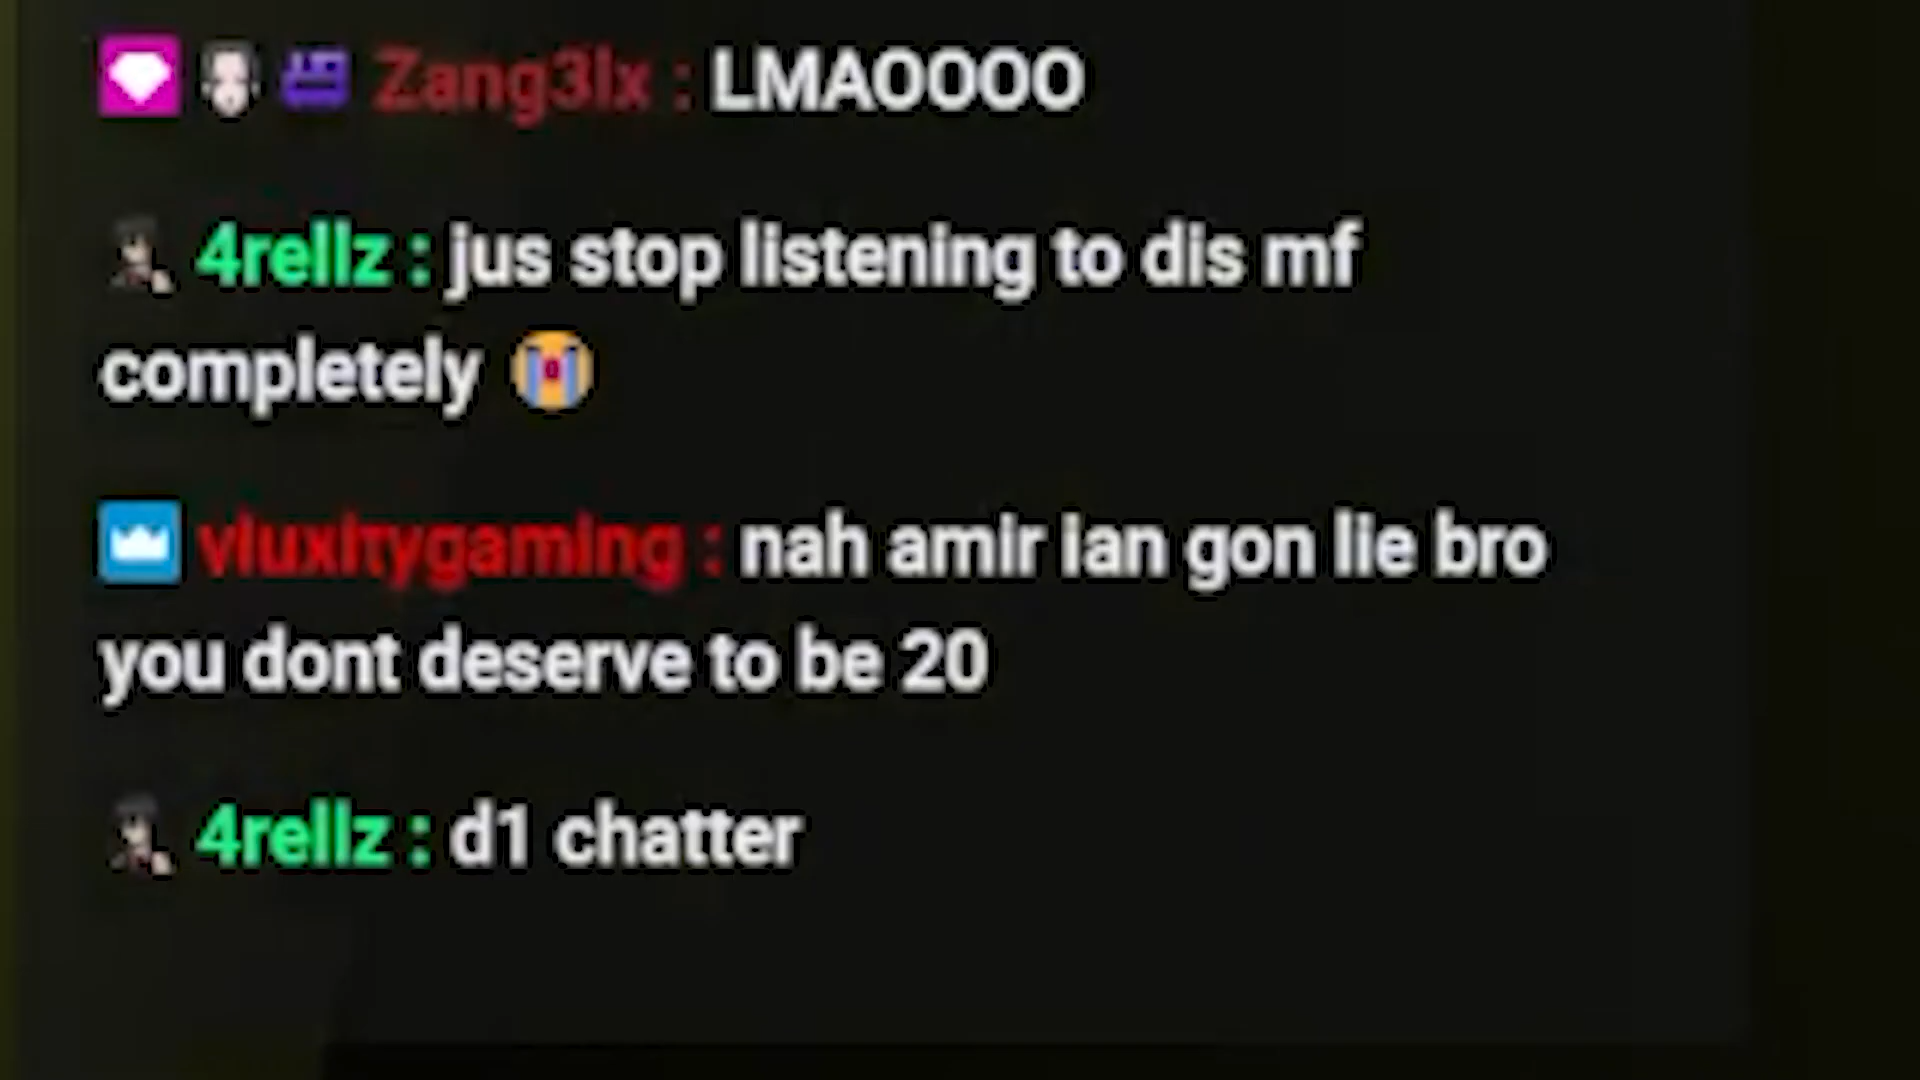 Zang3lx : LMAOOOO
4rellz : jus stop listening to dis mf
completely 😭
vluxitygaming : nah amir ian gon lie bro
you dont deserve to be 20
4rellz : d1 chatter